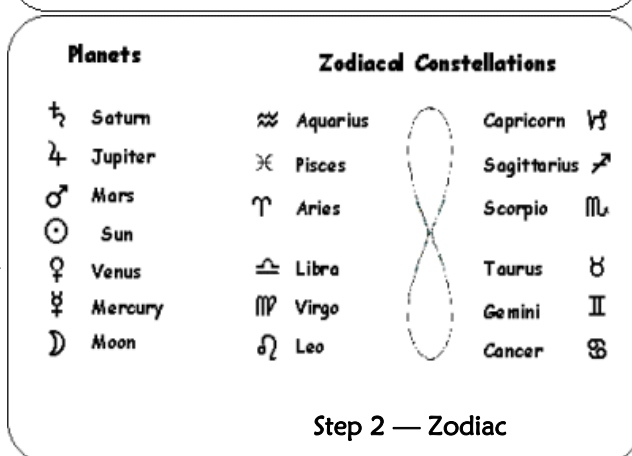 Planets
Zodiacal Constellations
♄ Saturn
♃ Jupiter
♂ Mars
☉ Sun
♀ Venus
☿ Mercury
☽ Moon
♒ Aquarius
♓ Pisces
♈ Aries
♎ Libra
♍ Virgo
♌ Leo
Capricorn ♑
Sagittarius ♐
Scorpio ♏
Taurus ♉
Gemini ♊
Cancer ♋
Step 2 — Zodiac